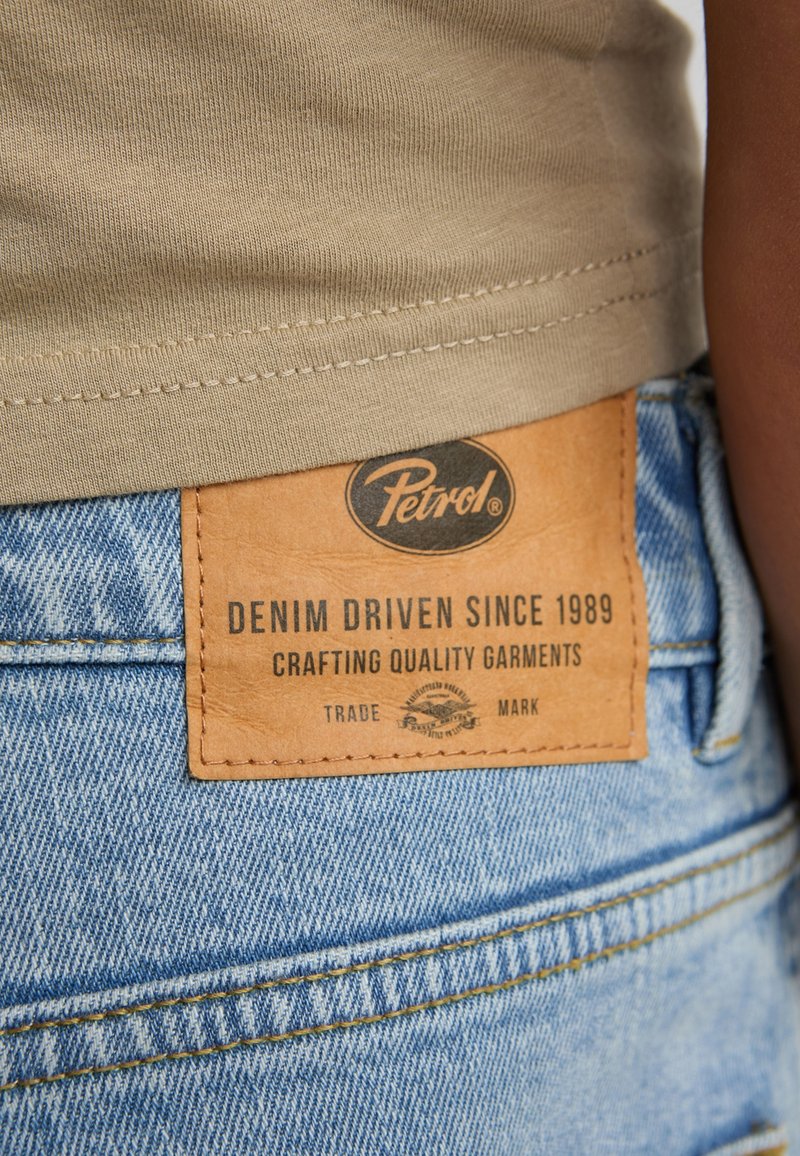 Petrol®
DENIM DRIVEN SINCE 1989
CRAFTING QUALITY GARMENTS
TRADE MARK